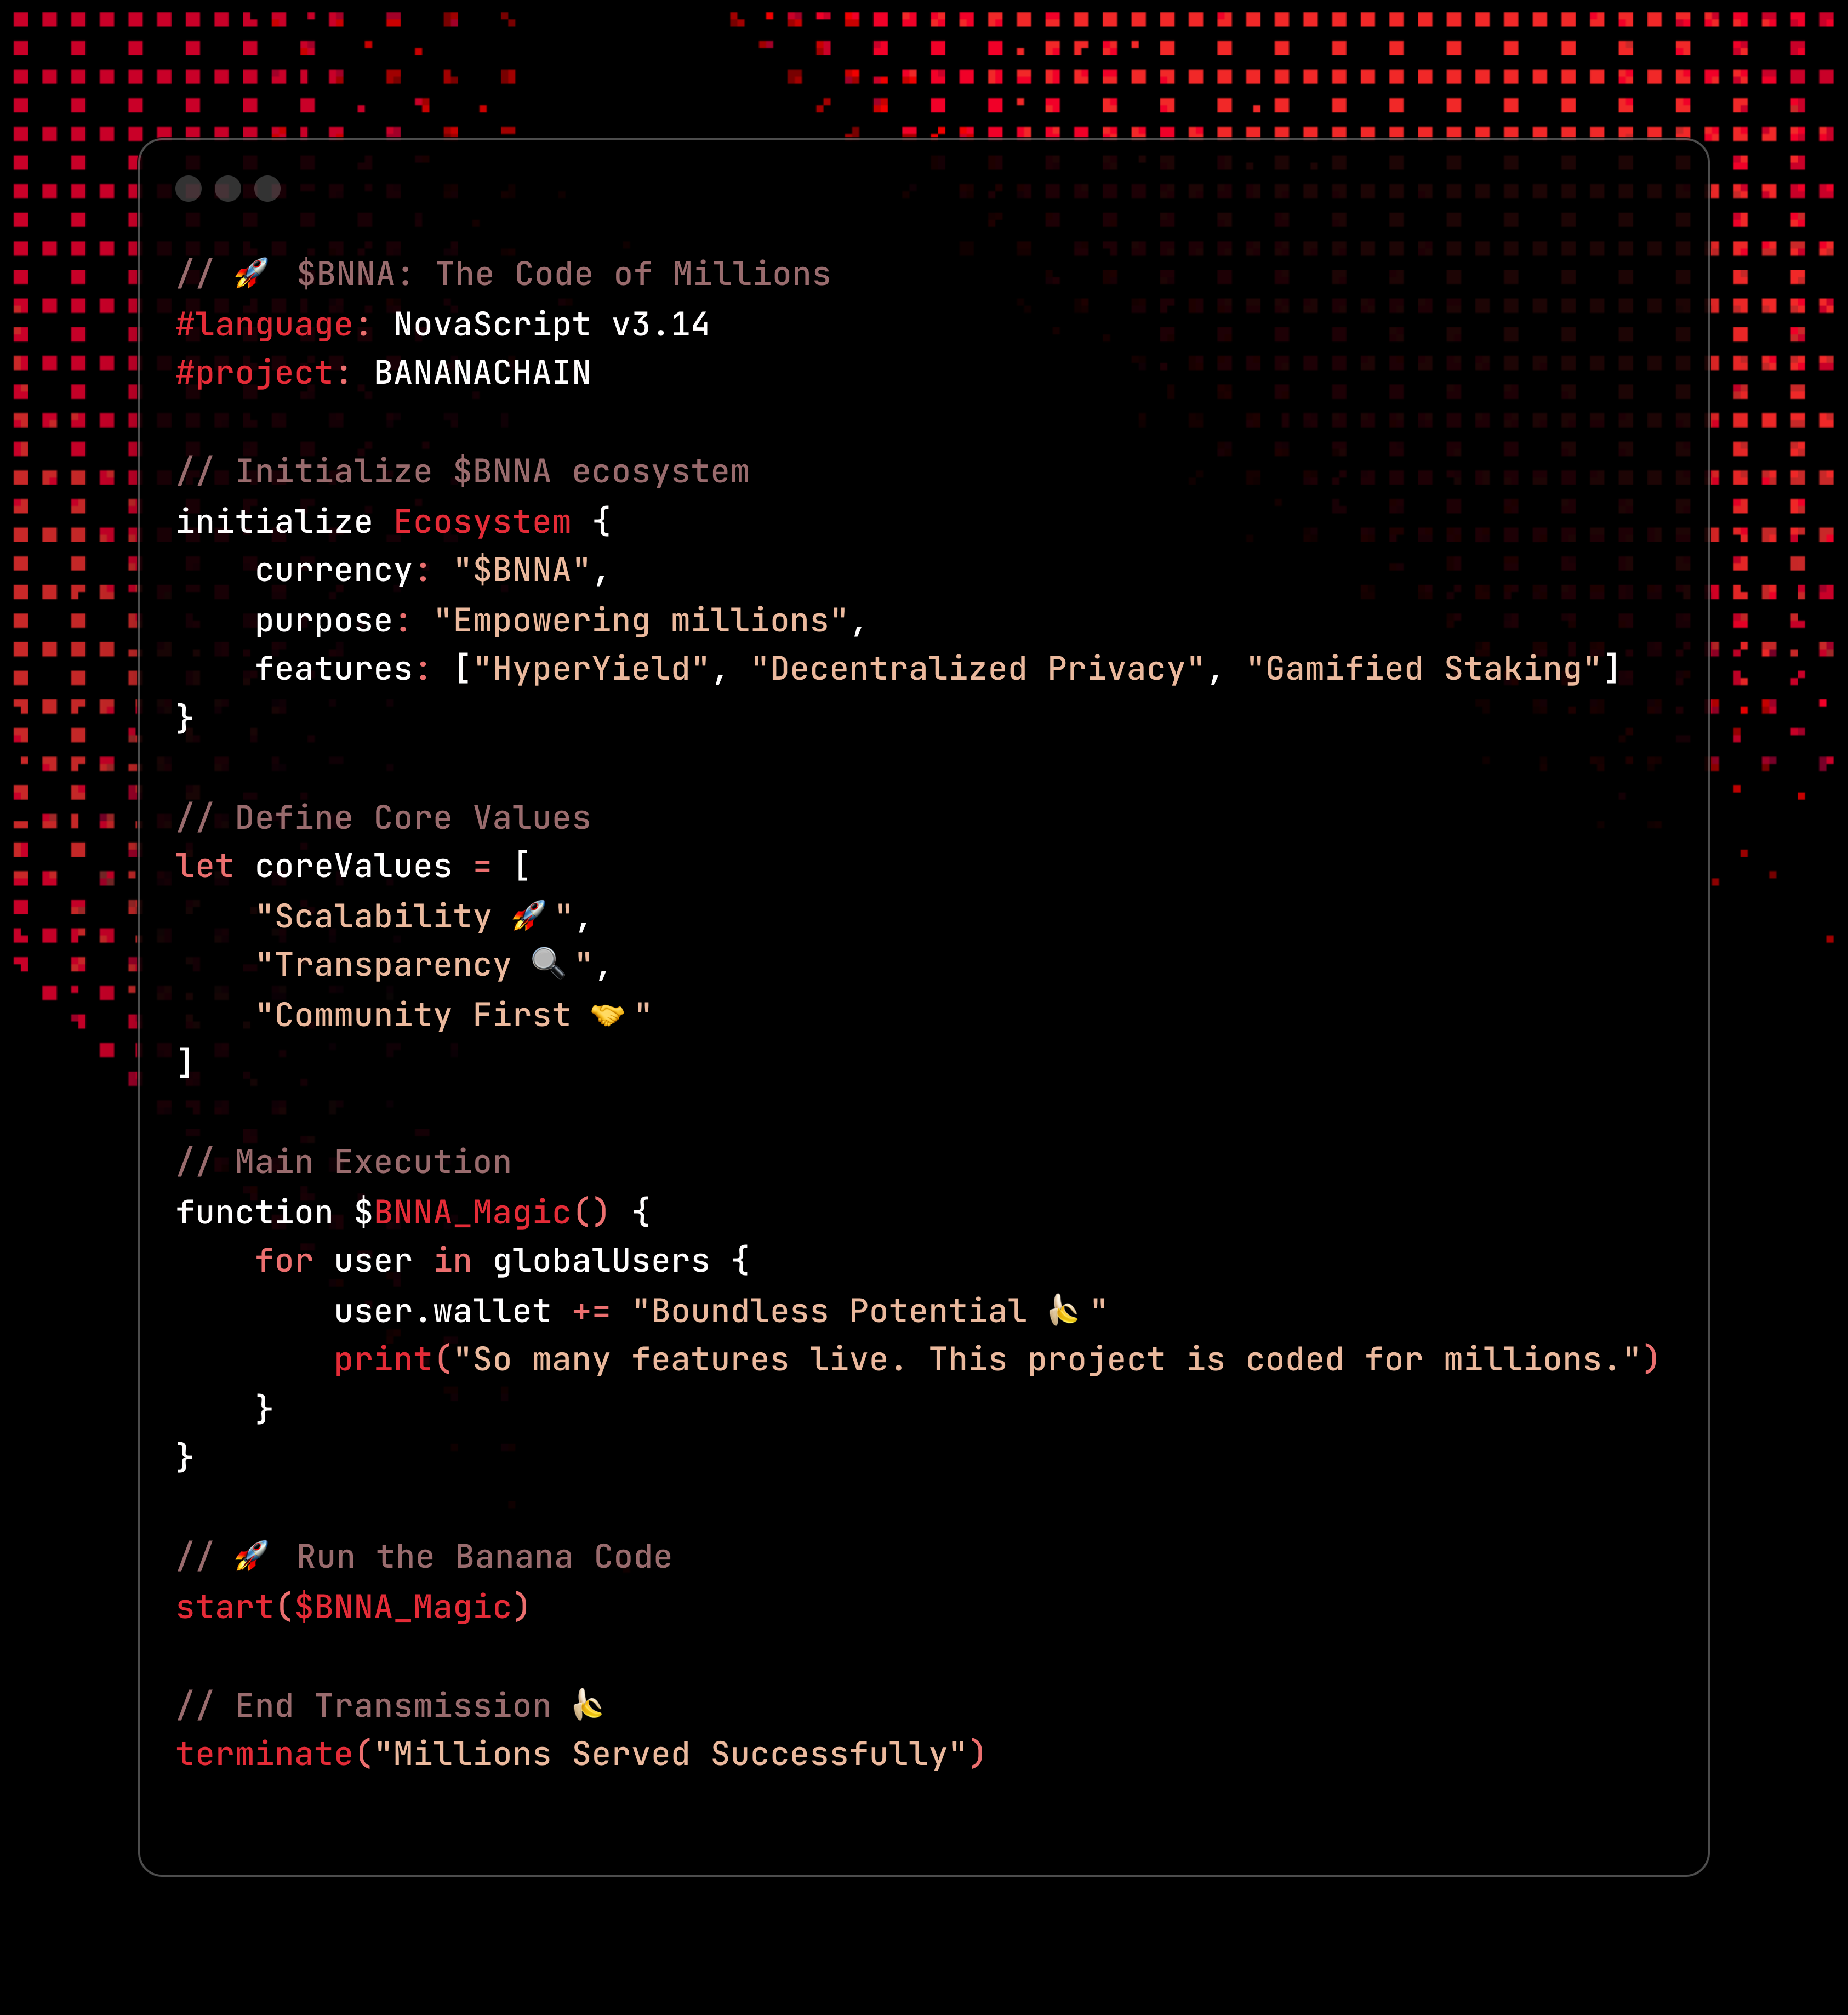 // 🚀 $BNNA: The Code of Millions
#language: NovaScript v3.14
#project: BANANACHAIN
// Initialize $BNNA ecosystem
initialize Ecosystem {
    currency: "$BNNA",
    purpose: "Empowering millions",
    features: ["HyperYield", "Decentralized Privacy", "Gamified Staking"]
}
// Define Core Values
let coreValues = [
    "Scalability 🚀",
    "Transparency 🔍",
    "Community First 🤝"
]
// Main Execution
function $BNNA_Magic() {
    for user in globalUsers {
        user.wallet += "Boundless Potential 🍌"
        print("So many features live. This project is coded for millions.")
    }
}
// 🚀 Run the Banana Code
start($BNNA_Magic)
// End Transmission 🍌
terminate("Millions Served Successfully")